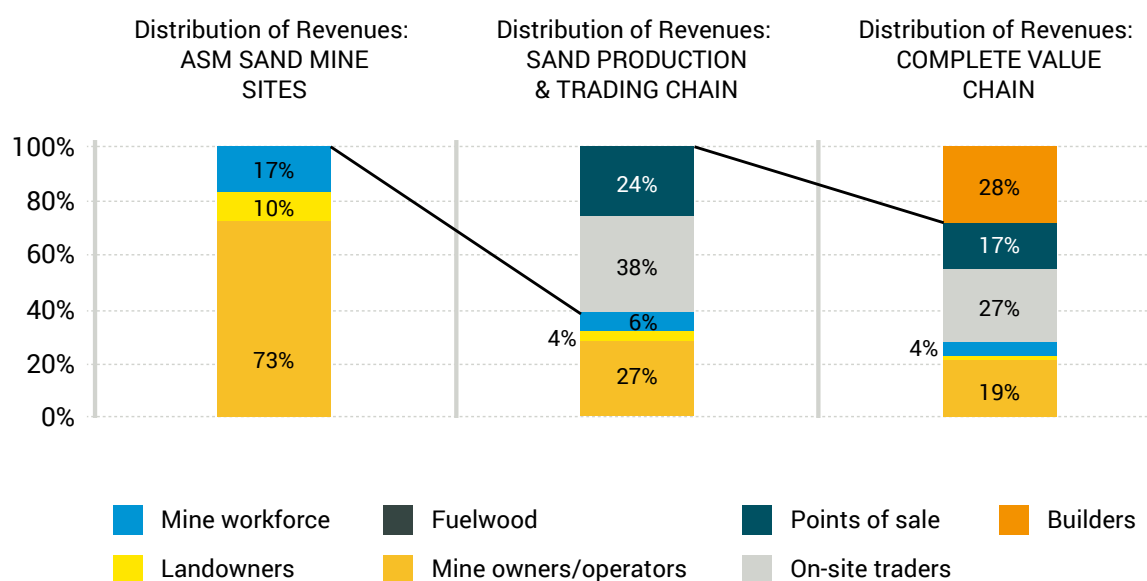 Distribution of Revenues:
ASM SAND MINE
SITES
Distribution of Revenues:
SAND PRODUCTION
& TRADING CHAIN
Distribution of Revenues:
COMPLETE VALUE
CHAIN
100%
80%
60%
40%
20%
0%
17%
10%
73%
24%
38%
6%
4%
27%
28%
17%
27%
4%
19%
Mine workforce
Fuelwood
Points of sale
Builders
Landowners
Mine owners/operators
On-site traders